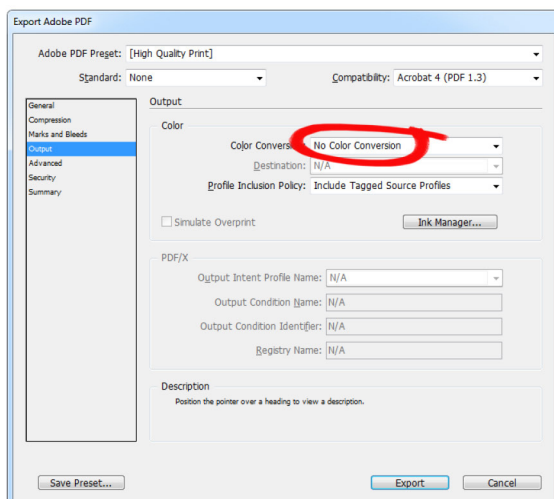 Export Adobe PDF
Adobe PDF Preset: [High Quality Print]
Standard: None Compatibility: Acrobat 4 (PDF 1.3)
General
Compression
Marks and Bleeds
Output
Advanced
Security
Summary
Output
Color
Color Conversion: No Color Conversion
Destination: N/A
Profile Inclusion Policy: Include Tagged Source Profiles
Simulate Overprint Ink Manager...
PDF/X
Output Intent Profile Name: N/A
Output Condition Name: N/A
Output Condition Identifier: N/A
Registry Name: N/A
Description
Position the pointer over a heading to view a description.
Save Preset... Export Cancel